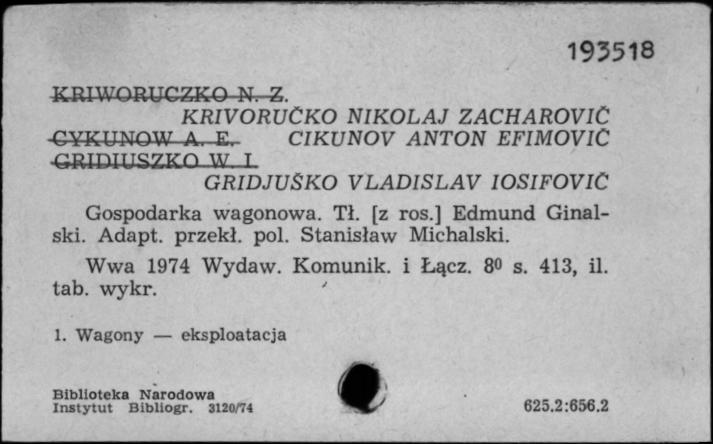 193518
KRIWORUCZKO N. Z.
KRIVORUČKO NIKOLAJ ZACHAROVIČ
CYKUNOW A. E. CIKUNOV ANTON EFIMOVIČ
GRIDIUSZKO W. I.
GRIDJUŠKO VLADISLAV IOSIFOVIČ
Gospodarka wagonowa. Tł. [z ros.] Edmund Ginal-
ski. Adapt. przekł. pol. Stanisław Michalski.
Wwa 1974 Wydaw. Komunik. i Łącz. 8⁰ s. 413, il.
tab. wykr.
1. Wagony — eksploatacja
Biblioteka Narodowa
Instytut Bibliogr. 3120/74
625.2:656.2